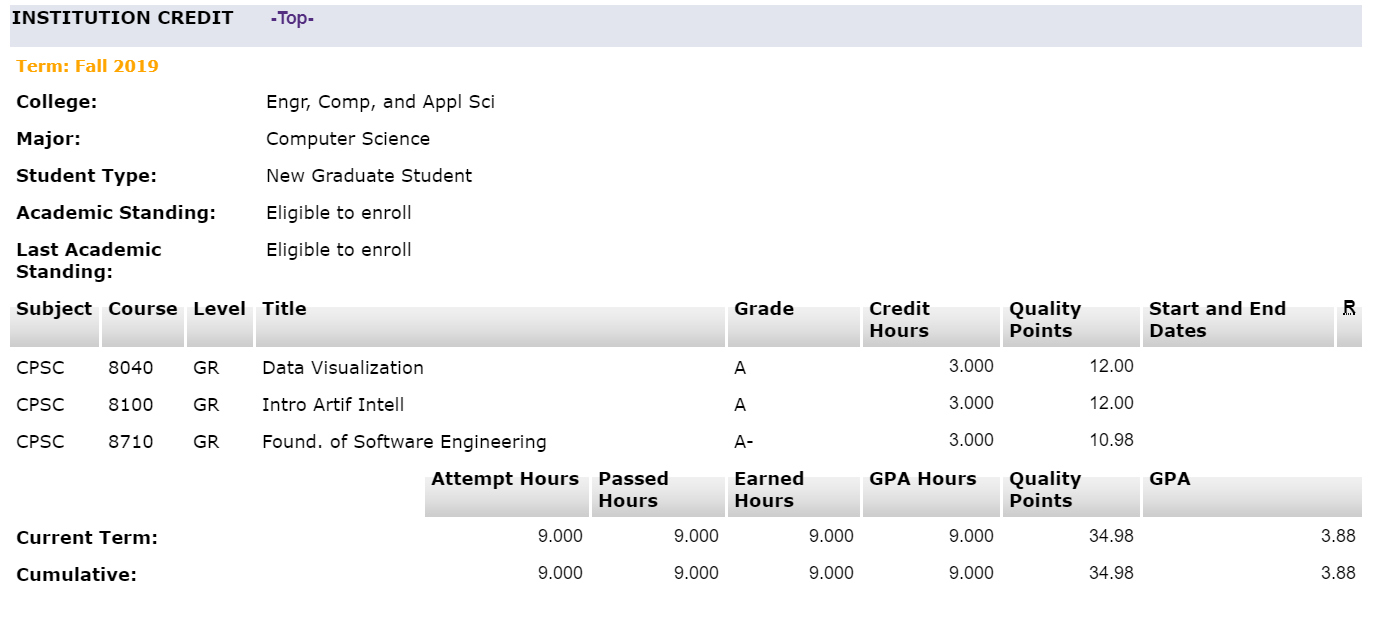 INSTITUTION CREDIT -Top-
Term: Fall 2019
College: Engr, Comp, and Appl Sci
Major: Computer Science
Student Type: New Graduate Student
Academic Standing: Eligible to enroll
Last Academic Standing: Eligible to enroll
Subject Course Level Title Grade Credit Hours Quality Points Start and End Dates R
CPSC 8040 GR Data Visualization A 3.000 12.00
CPSC 8100 GR Intro Artif Intell A 3.000 12.00
CPSC 8710 GR Found. of Software Engineering A- 3.000 10.98
Attempt Hours Passed Hours Earned Hours GPA Hours Quality Points GPA
Current Term: 9.000 9.000 9.000 9.000 34.98 3.88
Cumulative: 9.000 9.000 9.000 9.000 34.98 3.88